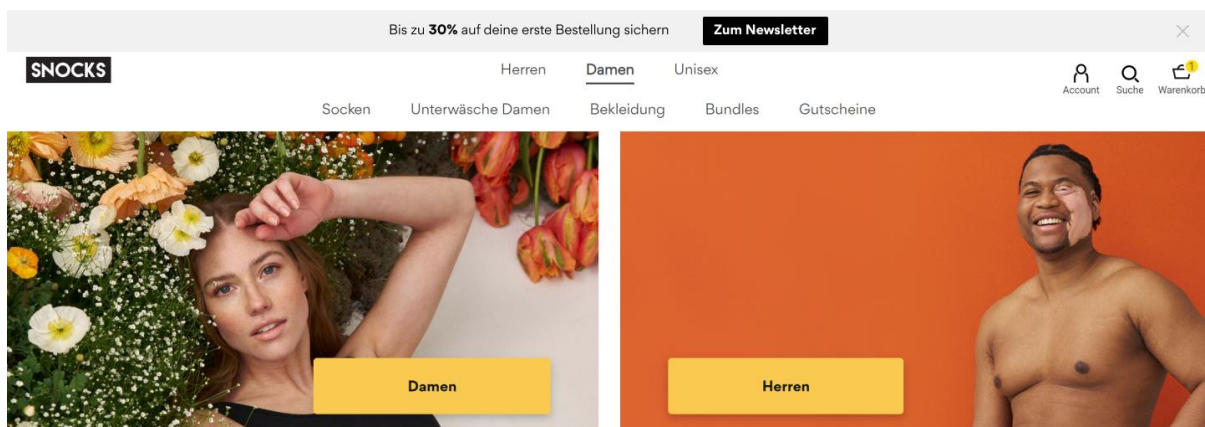 Bis zu 30% auf deine erste Bestellung sichern Zum Newsletter
SNOCKS
Herren Damen Unisex
1
Account Suche Warenkorb
Socken Unterwäsche Damen Bekleidung Bundles Gutscheine
Damen
Herren